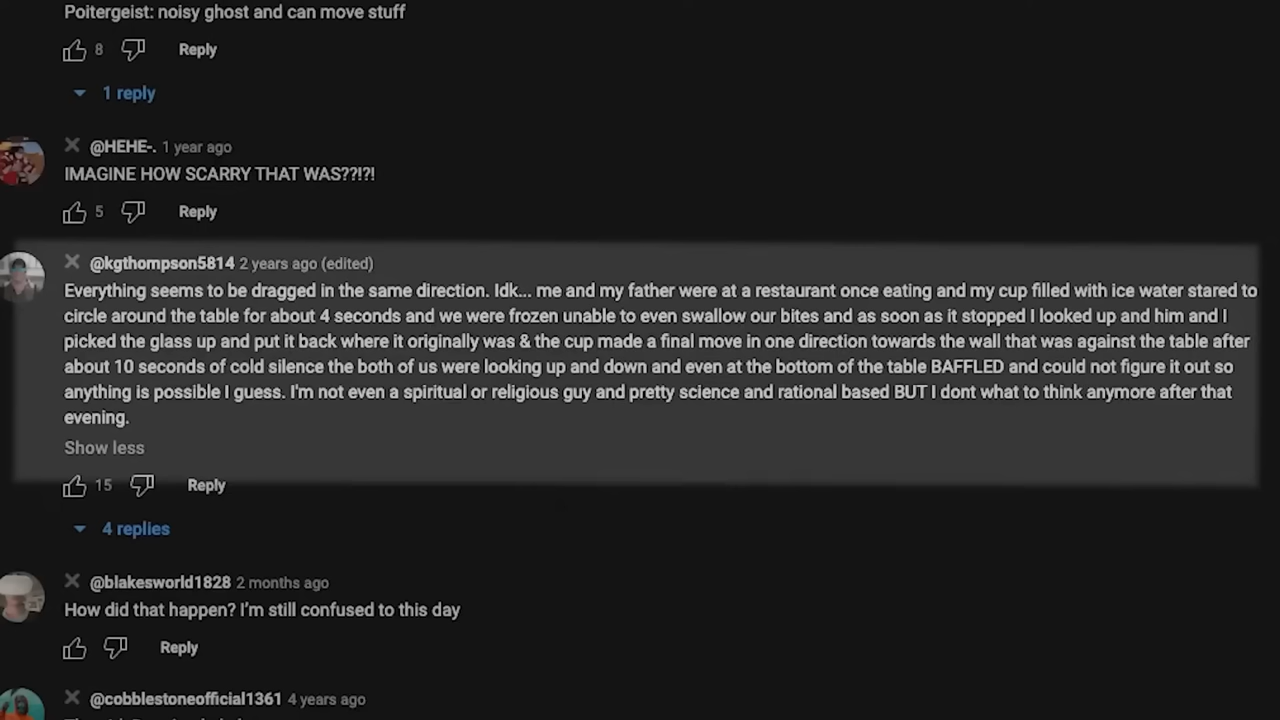 Poitergeist: noisy ghost and can move stuff
8 Reply
1 reply
@HEHE-. 1 year ago
IMAGINE HOW SCARRY THAT WAS??!?!
5 Reply
@kgthompson5814 2 years ago (edited)
Everything seems to be dragged in the same direction. Idk... me and my father were at a restaurant once eating and my cup filled with ice water stared to
circle around the table for about 4 seconds and we were frozen unable to even swallow our bites and as soon as it stopped I looked up and him and I
picked the glass up and put it back where it originally was & the cup made a final move in one direction towards the wall that was against the table after
about 10 seconds of cold silence the both of us were looking up and down and even at the bottom of the table BAFFLED and could not figure it out so
anything is possible I guess. I'm not even a spiritual or religious guy and pretty science and rational based BUT I dont what to think anymore after that
evening.
Show less
15 Reply
4 replies
@blakesworld1828 2 months ago
How did that happen? I'm still confused to this day
Reply
@cobblestoneofficial1361 4 years ago